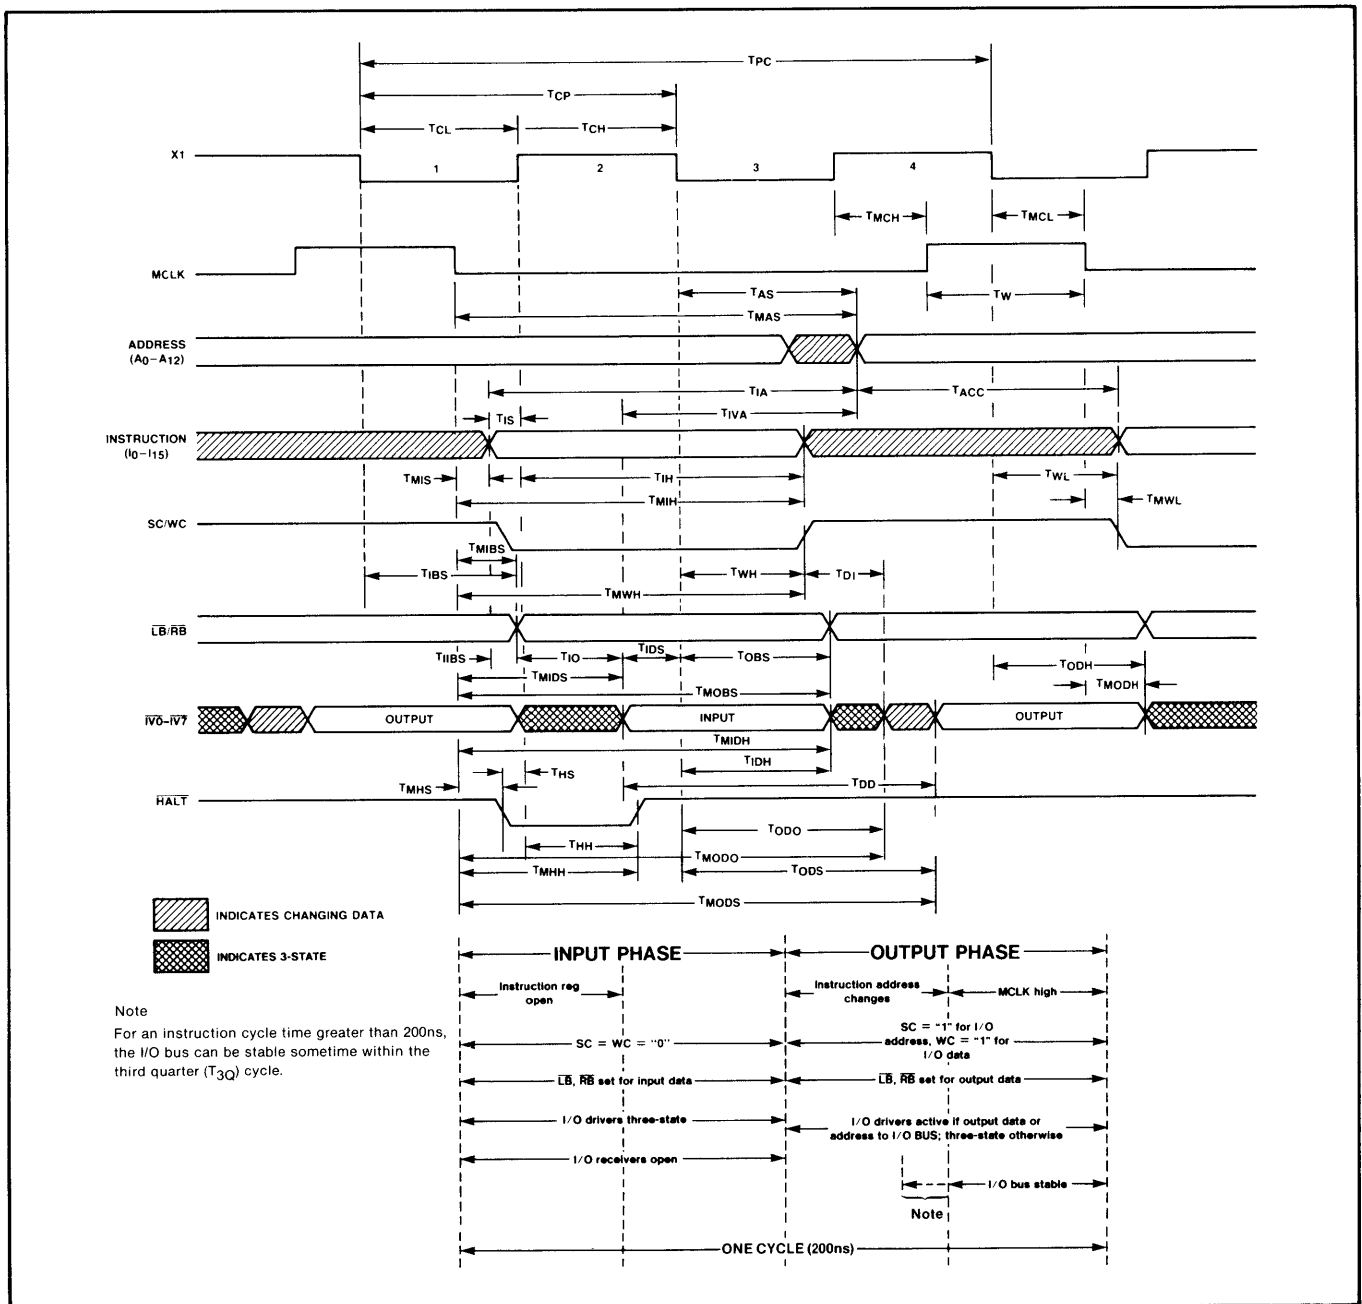 TPC
TCP
TCL
TCH
X1
1
2
3
4
TMCH
TMCL
MCLK
TAS
TW
TMAS
ADDRESS
(A0–A12)
TIA
TACC
TIS
TIVA
INSTRUCTION
(I0–I15)
TMIS
TIH
TWL
TMIH
TMWL
SC/WC
TMIBS
TIBS
TWH
TDI
TMWH
LB/RB
TIIBS
TIO
TIDS
TOBS
TODH
TMIDS
TMOBS
TMODH
IV0–IV7
OUTPUT
INPUT
OUTPUT
TMIDH
TIDH
THS
TMHS
TDD
HALT
TODO
THH
TMODO
TMHH
TODS
TMODS
INDICATES CHANGING DATA
INDICATES 3-STATE
INPUT PHASE
OUTPUT PHASE
Instruction reg
open
Instruction address
changes
MCLK high
Note
For an instruction cycle time greater than 200ns,
the I/O bus can be stable sometime within the
third quarter (T3Q) cycle.
SC = WC = "0"
SC = "1" for I/O
address, WC = "1" for
I/O data
LB, RB set for input data
LB, RB set for output data
I/O drivers three-state
I/O drivers active if output data or
address to I/O BUS; three-state otherwise
I/O receivers open
I/O bus stable
Note
ONE CYCLE (200ns)